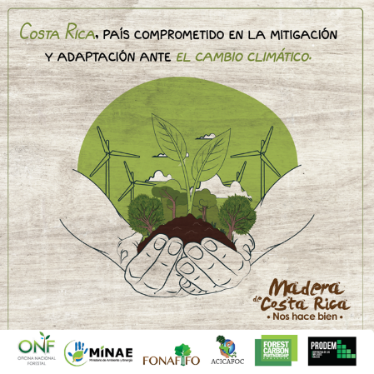 COSTA RICA, PAÍS COMPROMETIDO EN LA MITIGACIÓN
Y ADAPTACIÓN ANTE EL CAMBIO CLIMÁTICO.
Madera
de Costa Rica
• Nos hace bien •
ONF
OFICINA NACIONAL
FORESTAL
MINAE
FONAFIFO
ACICAFOC
FOREST
CARBON
PARTNERSHIP
PRODEM